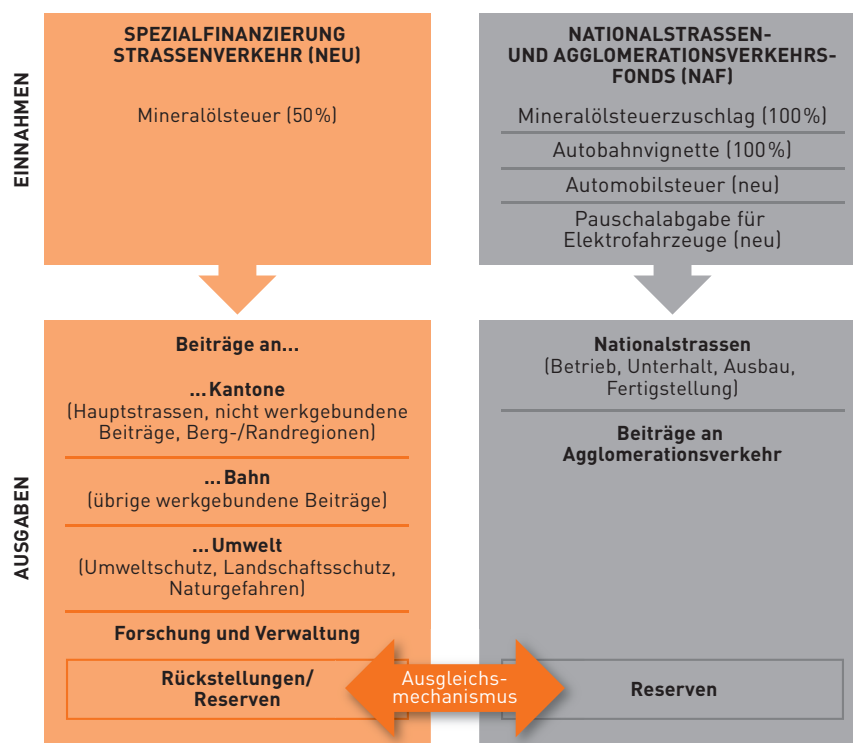 EINNAHMEN
SPEZIALFINANZIERUNG
STRASSENVERKEHR (NEU)
Mineralölsteuer (50%)
NATIONALSTRASSEN-
UND AGGLOMERATIONSVERKEHRS-
FONDS (NAF)
Mineralölsteuerzuschlag (100%)
Autobahnvignette (100%)
Automobilsteuer (neu)
Pauschalabgabe für
Elektrofahrzeuge (neu)
AUSGABEN
Beiträge an...
...Kantone
(Hauptstrassen, nicht werkgebundene
Beiträge, Berg-/Randregionen)
...Bahn
(übrige werkgebundene Beiträge)
...Umwelt
(Umweltschutz, Landschaftsschutz,
Naturgefahren)
Forschung und Verwaltung
Rückstellungen/
Reserven
Ausgleichs-
mechanismus
Nationalstrassen
(Betrieb, Unterhalt, Ausbau,
Fertigstellung)
Beiträge an
Agglomerationsverkehr
Reserven